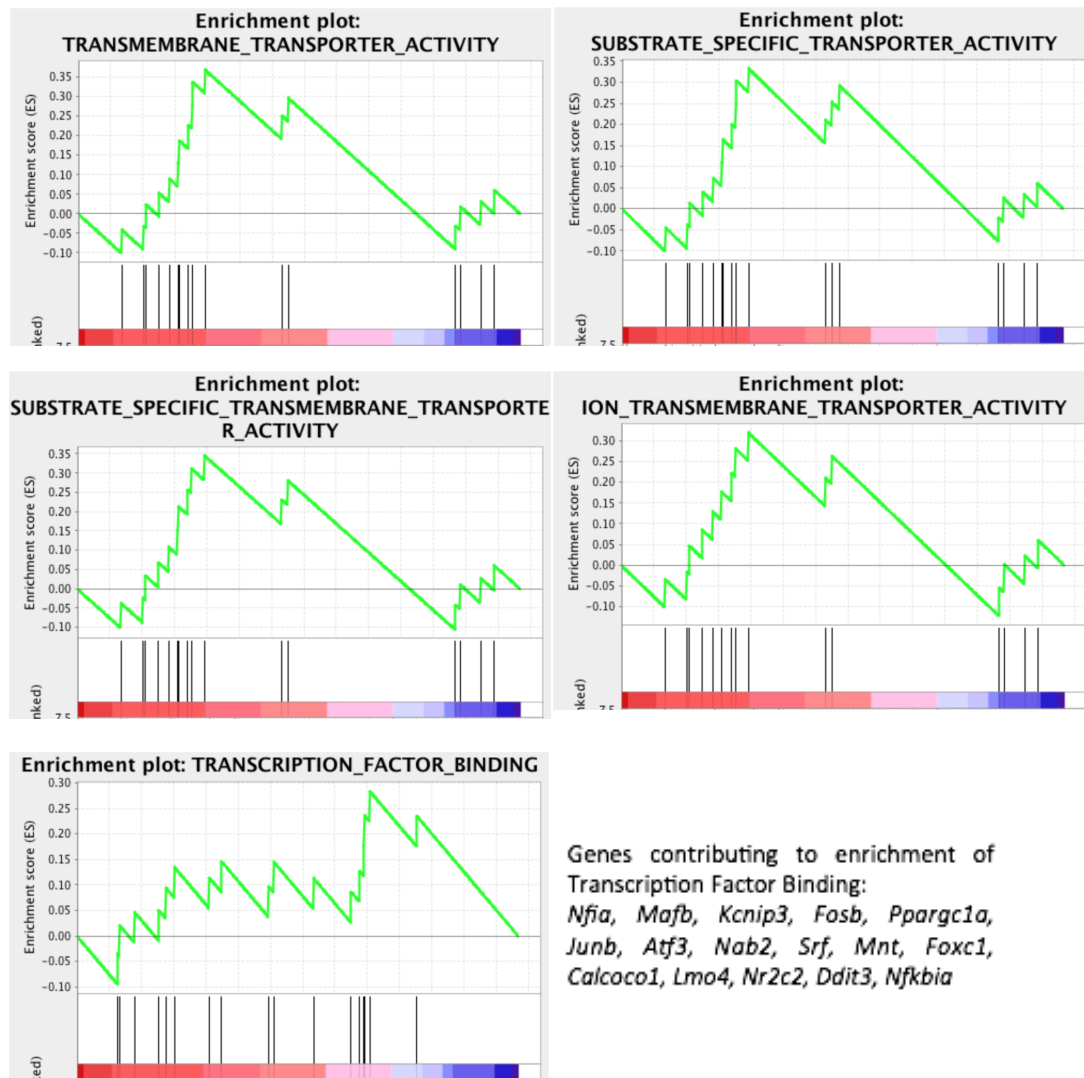 Enrichment plot:
TRANSMEMBRANE_TRANSPORTER_ACTIVITY
Enrichment score (ES)
0.35
0.30
0.25
0.20
0.15
0.10
0.05
0.00
-0.05
-0.10
nked)
7.5
Enrichment plot:
SUBSTRATE_SPECIFIC_TRANSPORTER_ACTIVITY
Enrichment score (ES)
0.35
0.30
0.25
0.20
0.15
0.10
0.05
0.00
-0.05
-0.10
nked)
7.5
Enrichment plot:
SUBSTRATE_SPECIFIC_TRANSMEMBRANE_TRANSPORTE
R_ACTIVITY
Enrichment score (ES)
0.35
0.30
0.25
0.20
0.15
0.10
0.05
0.00
-0.05
-0.10
nked)
7.5
Enrichment plot:
ION_TRANSMEMBRANE_TRANSPORTER_ACTIVITY
Enrichment score (ES)
0.30
0.25
0.20
0.15
0.10
0.05
0.00
-0.05
-0.10
nked)
7.5
Enrichment plot: TRANSCRIPTION_FACTOR_BINDING
Enrichment score (ES)
0.30
0.25
0.20
0.15
0.10
0.05
0.00
-0.05
-0.10
ed)
Genes contributing to enrichment of
Transcription Factor Binding:
Nfia, Mafb, Kcnip3, Fosb, Ppargc1a,
Junb, Atf3, Nab2, Srf, Mnt, Foxc1,
Calcoco1, Lmo4, Nr2c2, Ddit3, Nfkbia